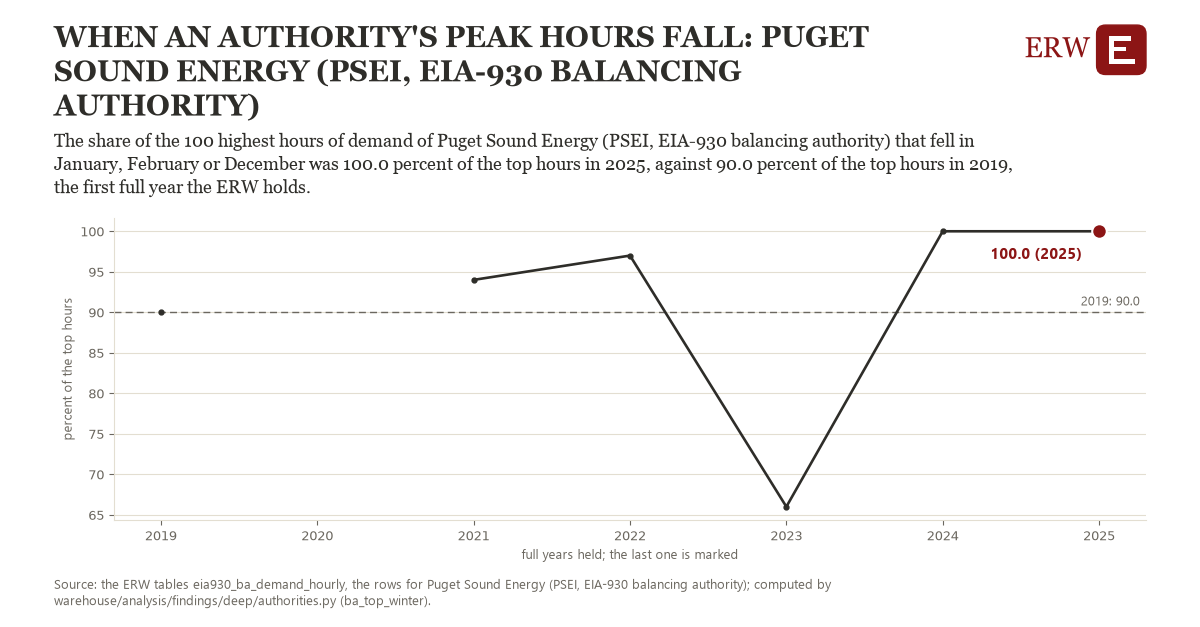 WHEN AN AUTHORITY'S PEAK HOURS FALL: PUGET
SOUND ENERGY (PSEI, EIA-930 BALANCING
AUTHORITY)
ERW E
The share of the 100 highest hours of demand of Puget Sound Energy (PSEI, EIA-930 balancing authority) that fell in
January, February or December was 100.0 percent of the top hours in 2025, against 90.0 percent of the top hours in 2019,
the first full year the ERW holds.
percent of the top hours
100
95
90
85
80
75
70
65
100.0 (2025)
2019: 90.0
2019 2020 2021 2022 2023 2024 2025
full years held; the last one is marked
Source: the ERW tables eia930_ba_demand_hourly, the rows for Puget Sound Energy (PSEI, EIA-930 balancing authority); computed by
warehouse/analysis/findings/deep/authorities.py (ba_top_winter).